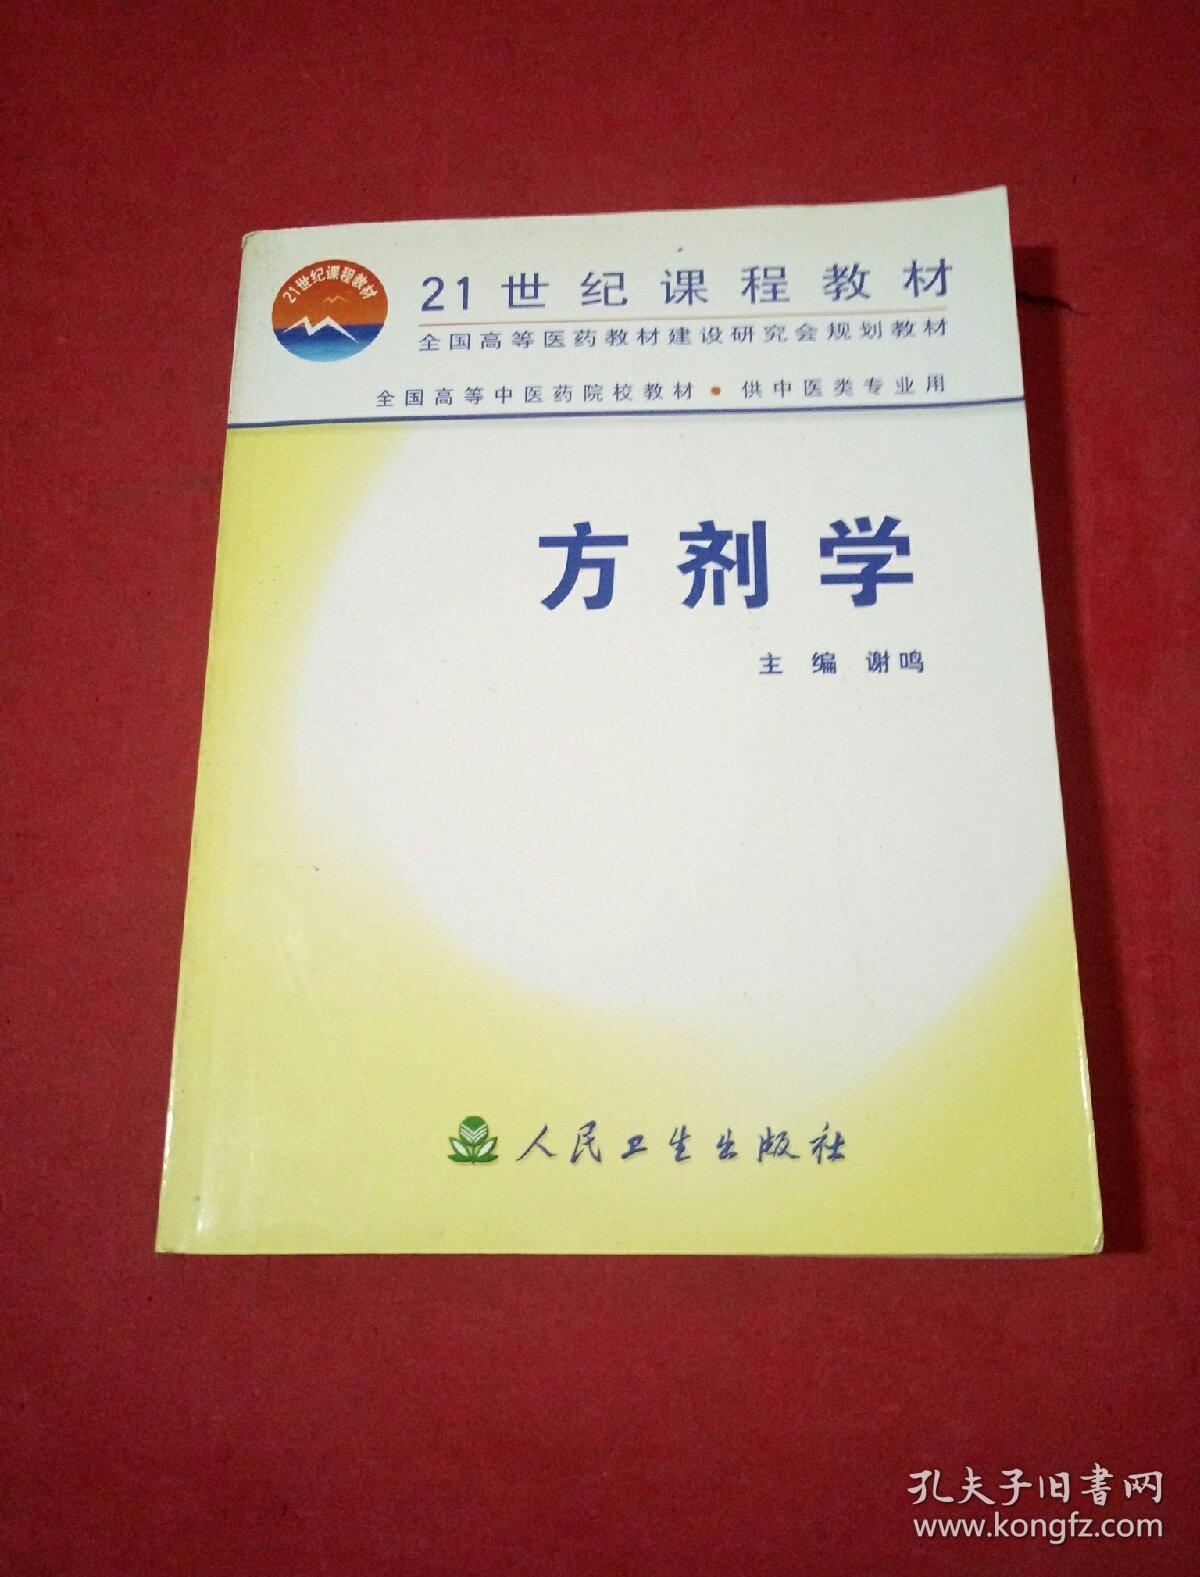 21世纪课程教材
21世纪课程教材
全国高等医药教材建设研究会规划教材
全国高等中医药院校教材·供中医类专业用
方剂学
主编 谢鸣
人民卫生出版社
孔夫子旧书网
www.kongfz.com